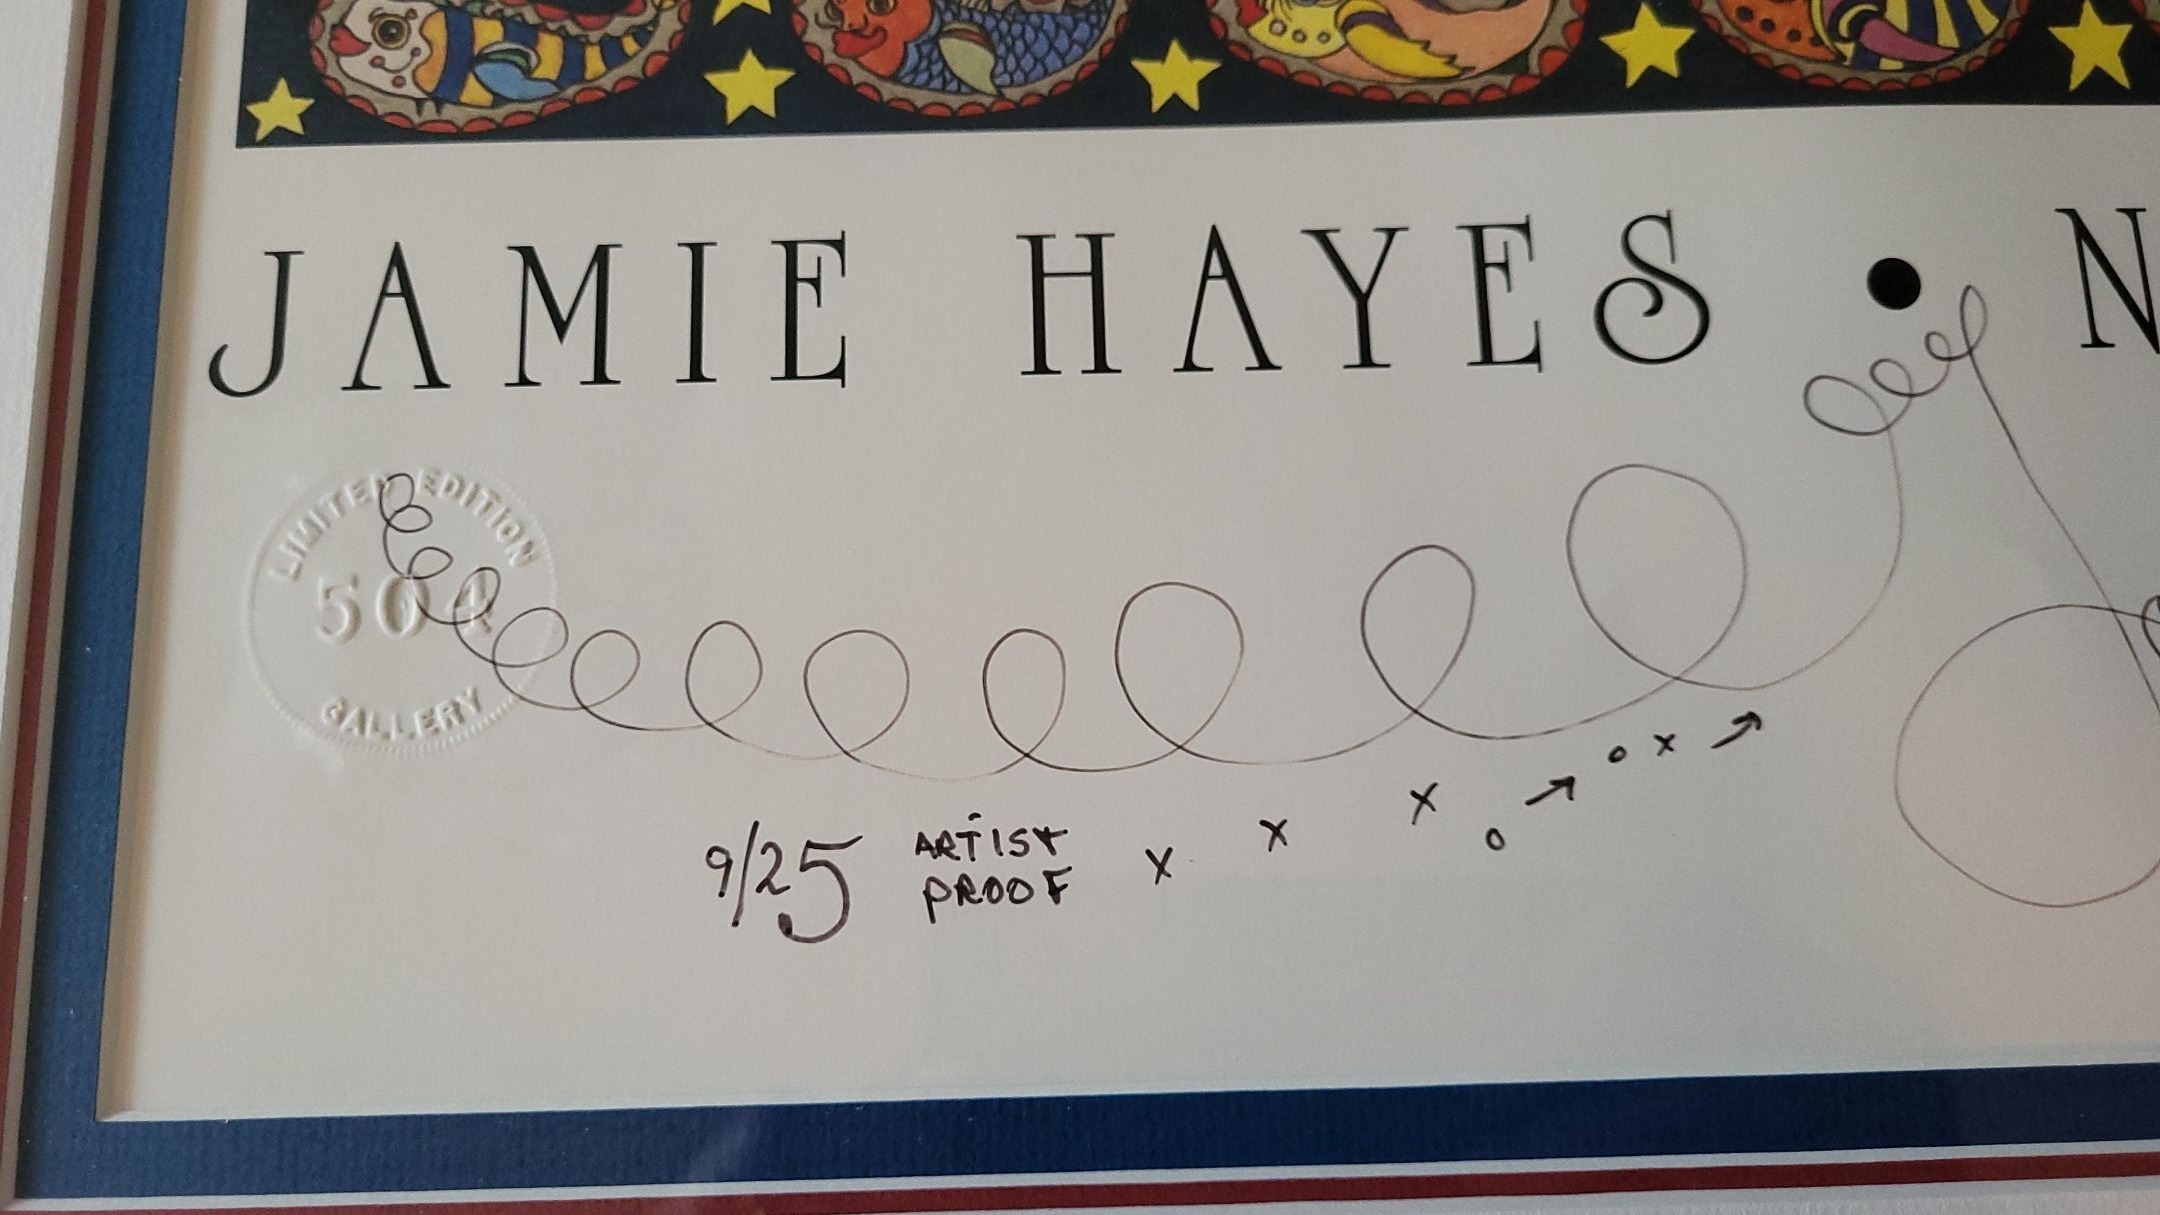 JAMIE HAYES • N
LIMITED EDITION
504
GALLERY
9/25 ARTIST
PROOF x x x o → o x →